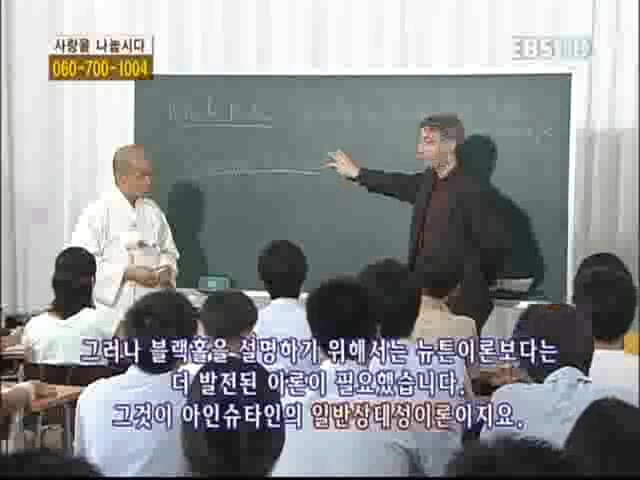 사랑을 나눕시다
060-700-1004
EBS
그러나 블랙홀을 설명하기 위해서는 뉴튼이론보다는
더 발전된 이론이 필요했습니다.
그것이 아인슈타인의 일반상대성이론이지요.